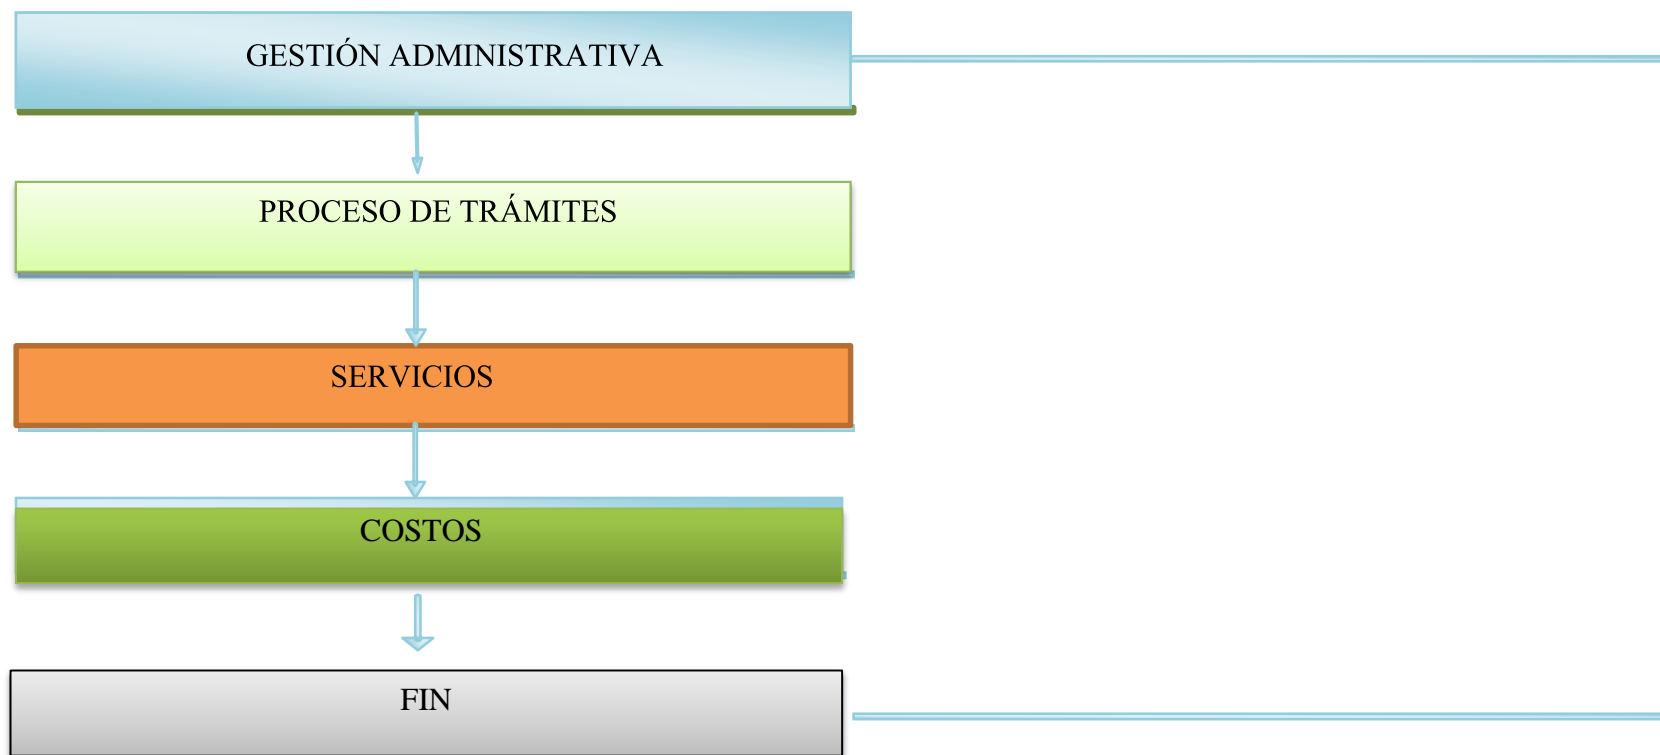 GESTIÓN ADMINISTRATIVA
PROCESO DE TRÁMITES
SERVICIOS
COSTOS
FIN